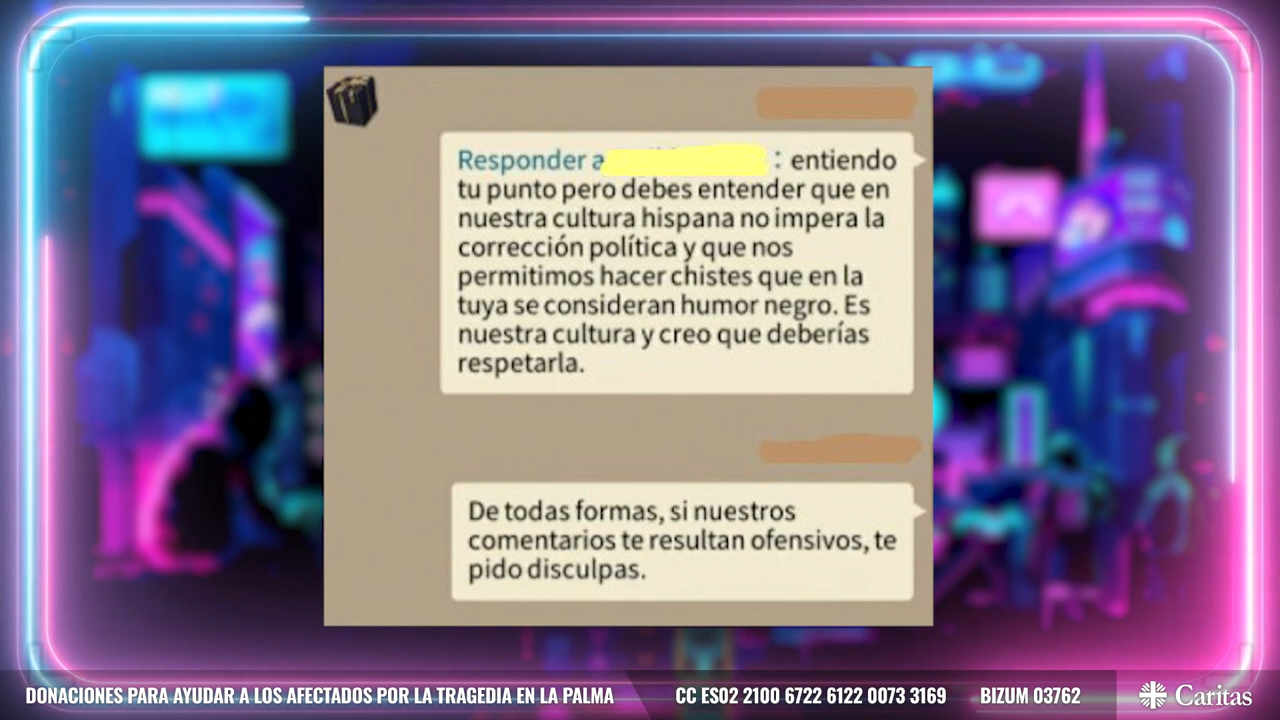 Responder a : entiendo
tu punto pero debes entender que en
nuestra cultura hispana no impera la
corrección política y que nos
permitimos hacer chistes que en la
tuya se consideran humor negro. Es
nuestra cultura y creo que deberías
respetarla.
De todas formas, si nuestros
comentarios te resultan ofensivos, te
pido disculpas.
DONACIONES PARA AYUDAR A LOS AFECTADOS POR LA TRAGEDIA EN LA PALMA CC ES02 2100 6722 6122 0073 3169 BIZUM 03762 Caritas